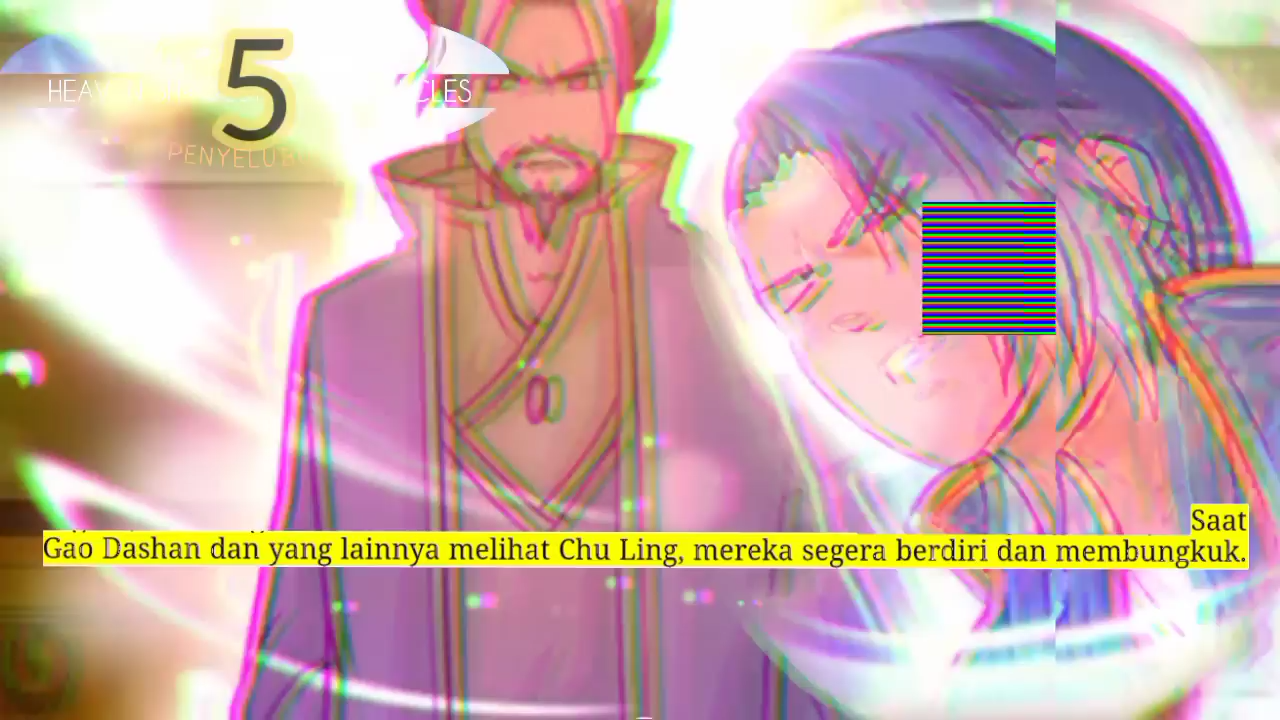 5
Saat
Gao Dashan dan yang lainnya melihat Chu Ling, mereka segera berdiri dan membungkuk.